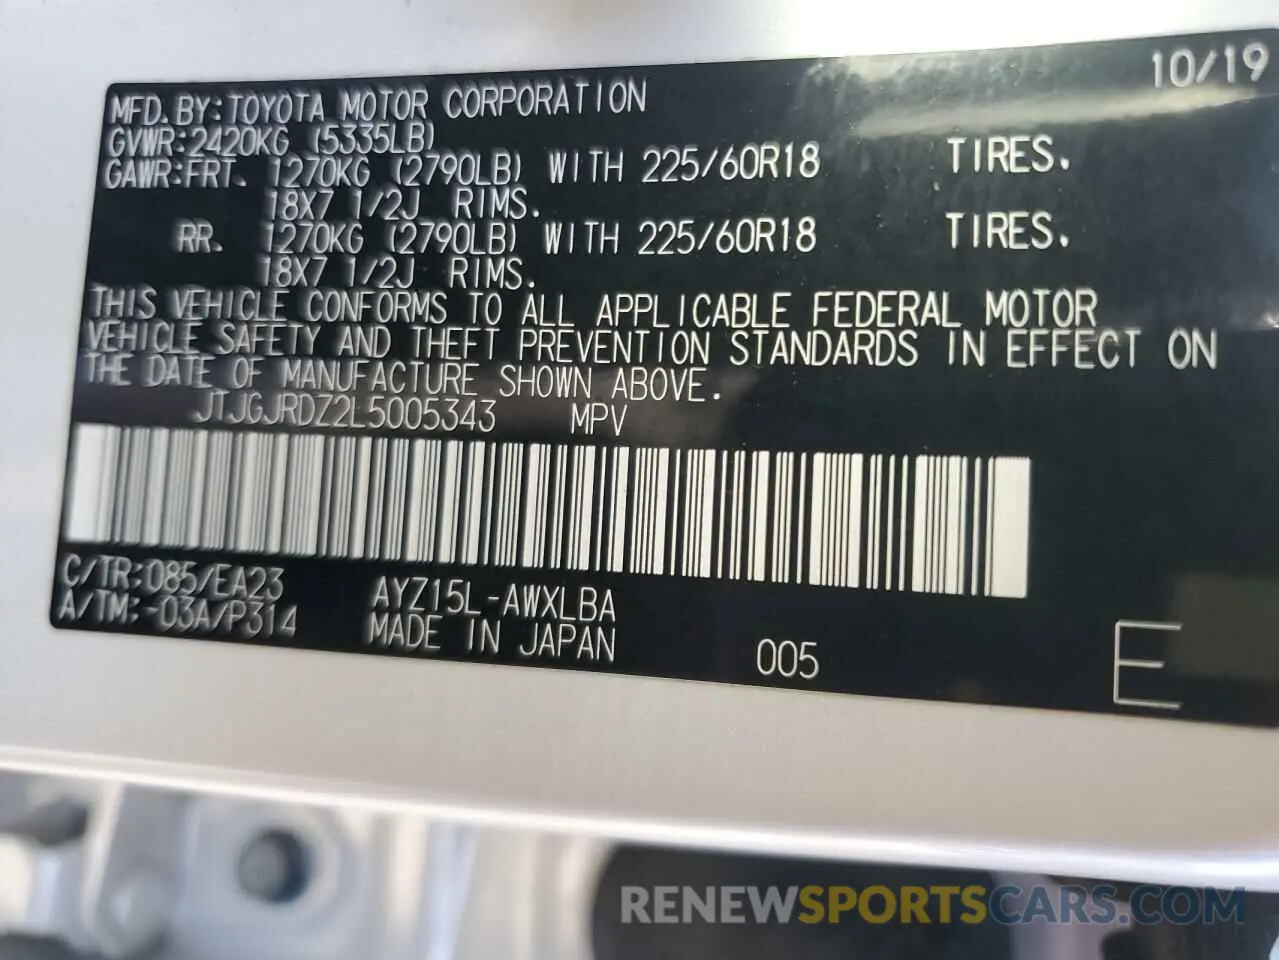 10/19
MFD.BY:TOYOTA MOTOR CORPORATION
GVWR:2420KG (5335LB)
GAWR:FRT. 1270KG (2790LB) WITH 225/60R18 TIRES.
18X7 1/2J RIMS.
RR. 1270KG (2790LB) WITH 225/60R18 TIRES.
18X7 1/2J RIMS.
THIS VEHICLE CONFORMS TO ALL APPLICABLE FEDERAL MOTOR
VEHICLE SAFETY AND THEFT PREVENTION STANDARDS IN EFFECT ON
THE DATE OF MANUFACTURE SHOWN ABOVE.
JTJGJRDZ2L5005343 MPV
C/TR:085/EA23 AYZ15L-AWXLBA
A/TM:-03A/P314 MADE IN JAPAN 005 E
RENEWSPORTSCARS.COM